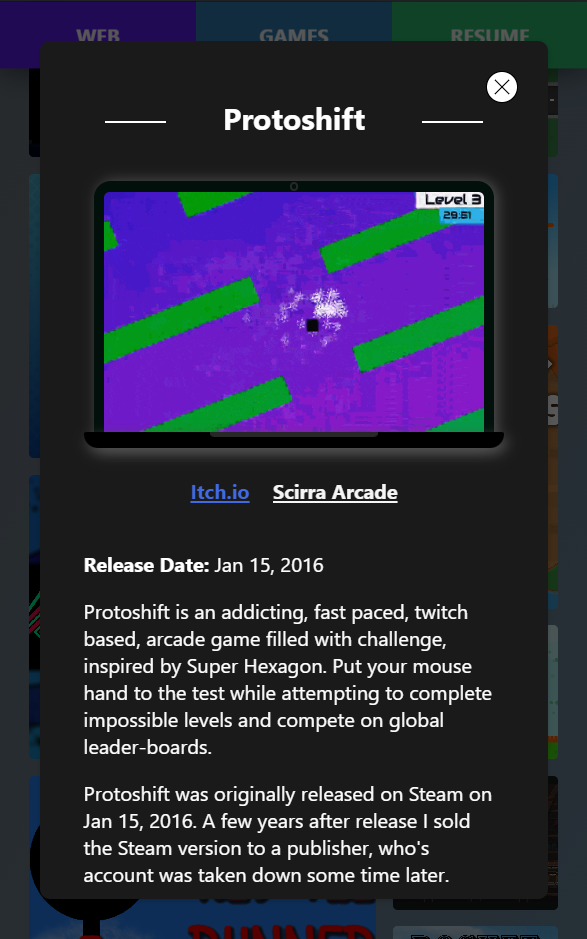 WEB GAMES RESUME
Protoshift
Level 3
29:61
Itch.io Scirra Arcade
Release Date: Jan 15, 2016
Protoshift is an addicting, fast paced, twitch
based, arcade game filled with challenge,
inspired by Super Hexagon. Put your mouse
hand to the test while attempting to complete
impossible levels and compete on global
leader-boards.
Protoshift was originally released on Steam on
Jan 15, 2016. A few years after release I sold
the Steam version to a publisher, who's
account was taken down some time later.